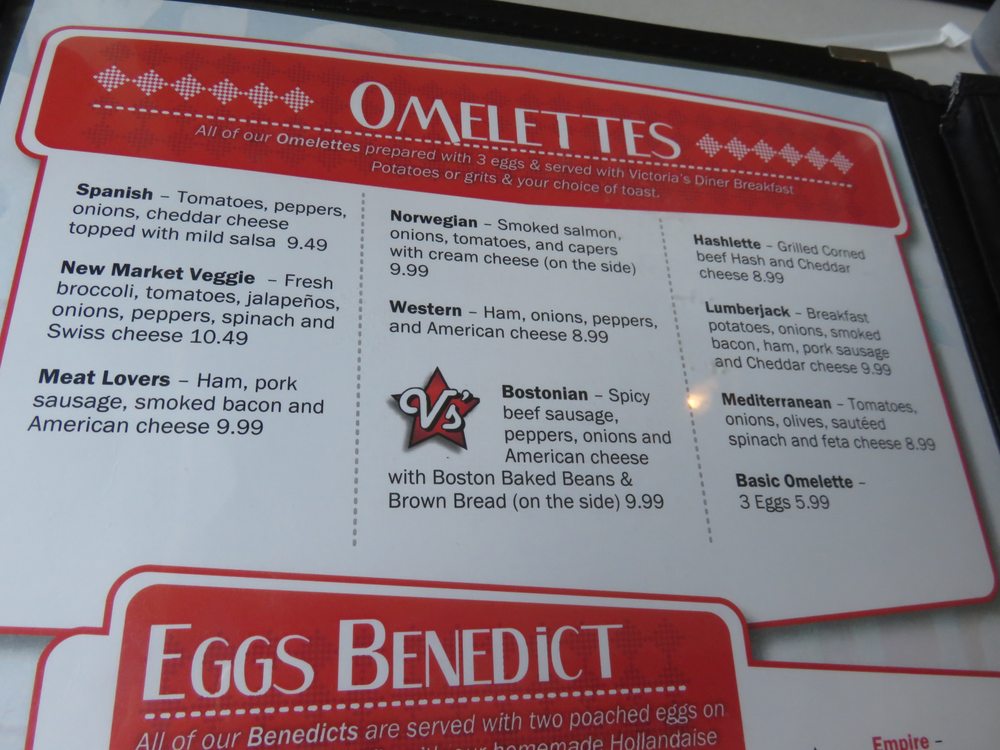 OMELETTES
All of our Omelettes prepared with 3 eggs & served with Victoria's Diner Breakfast
Potatoes or grits & your choice of toast.
Spanish – Tomatoes, peppers,
onions, cheddar cheese
topped with mild salsa 9.49
New Market Veggie – Fresh
broccoli, tomatoes, jalapeños,
onions, peppers, spinach and
Swiss cheese 10.49
Meat Lovers – Ham, pork
sausage, smoked bacon and
American cheese 9.99
Norwegian – Smoked salmon,
onions, tomatoes, and capers
with cream cheese (on the side)
9.99
Western – Ham, onions, peppers,
and American cheese 8.99
Vs'
Bostonian – Spicy
beef sausage,
peppers, onions and
American cheese
with Boston Baked Beans &
Brown Bread (on the side) 9.99
Hashlette – Grilled Corned
beef Hash and Cheddar
cheese 8.99
Lumberjack – Breakfast
potatoes, onions, smoked
bacon, ham, pork sausage
and Cheddar cheese 9.99
Mediterranean – Tomatoes,
onions, olives, sautéed
spinach and feta cheese 8.99
Basic Omelette –
3 Eggs 5.99
EGGS BENEDICT
All of our Benedicts are served with two poached eggs on
with our homemade Hollandaise
Empire –